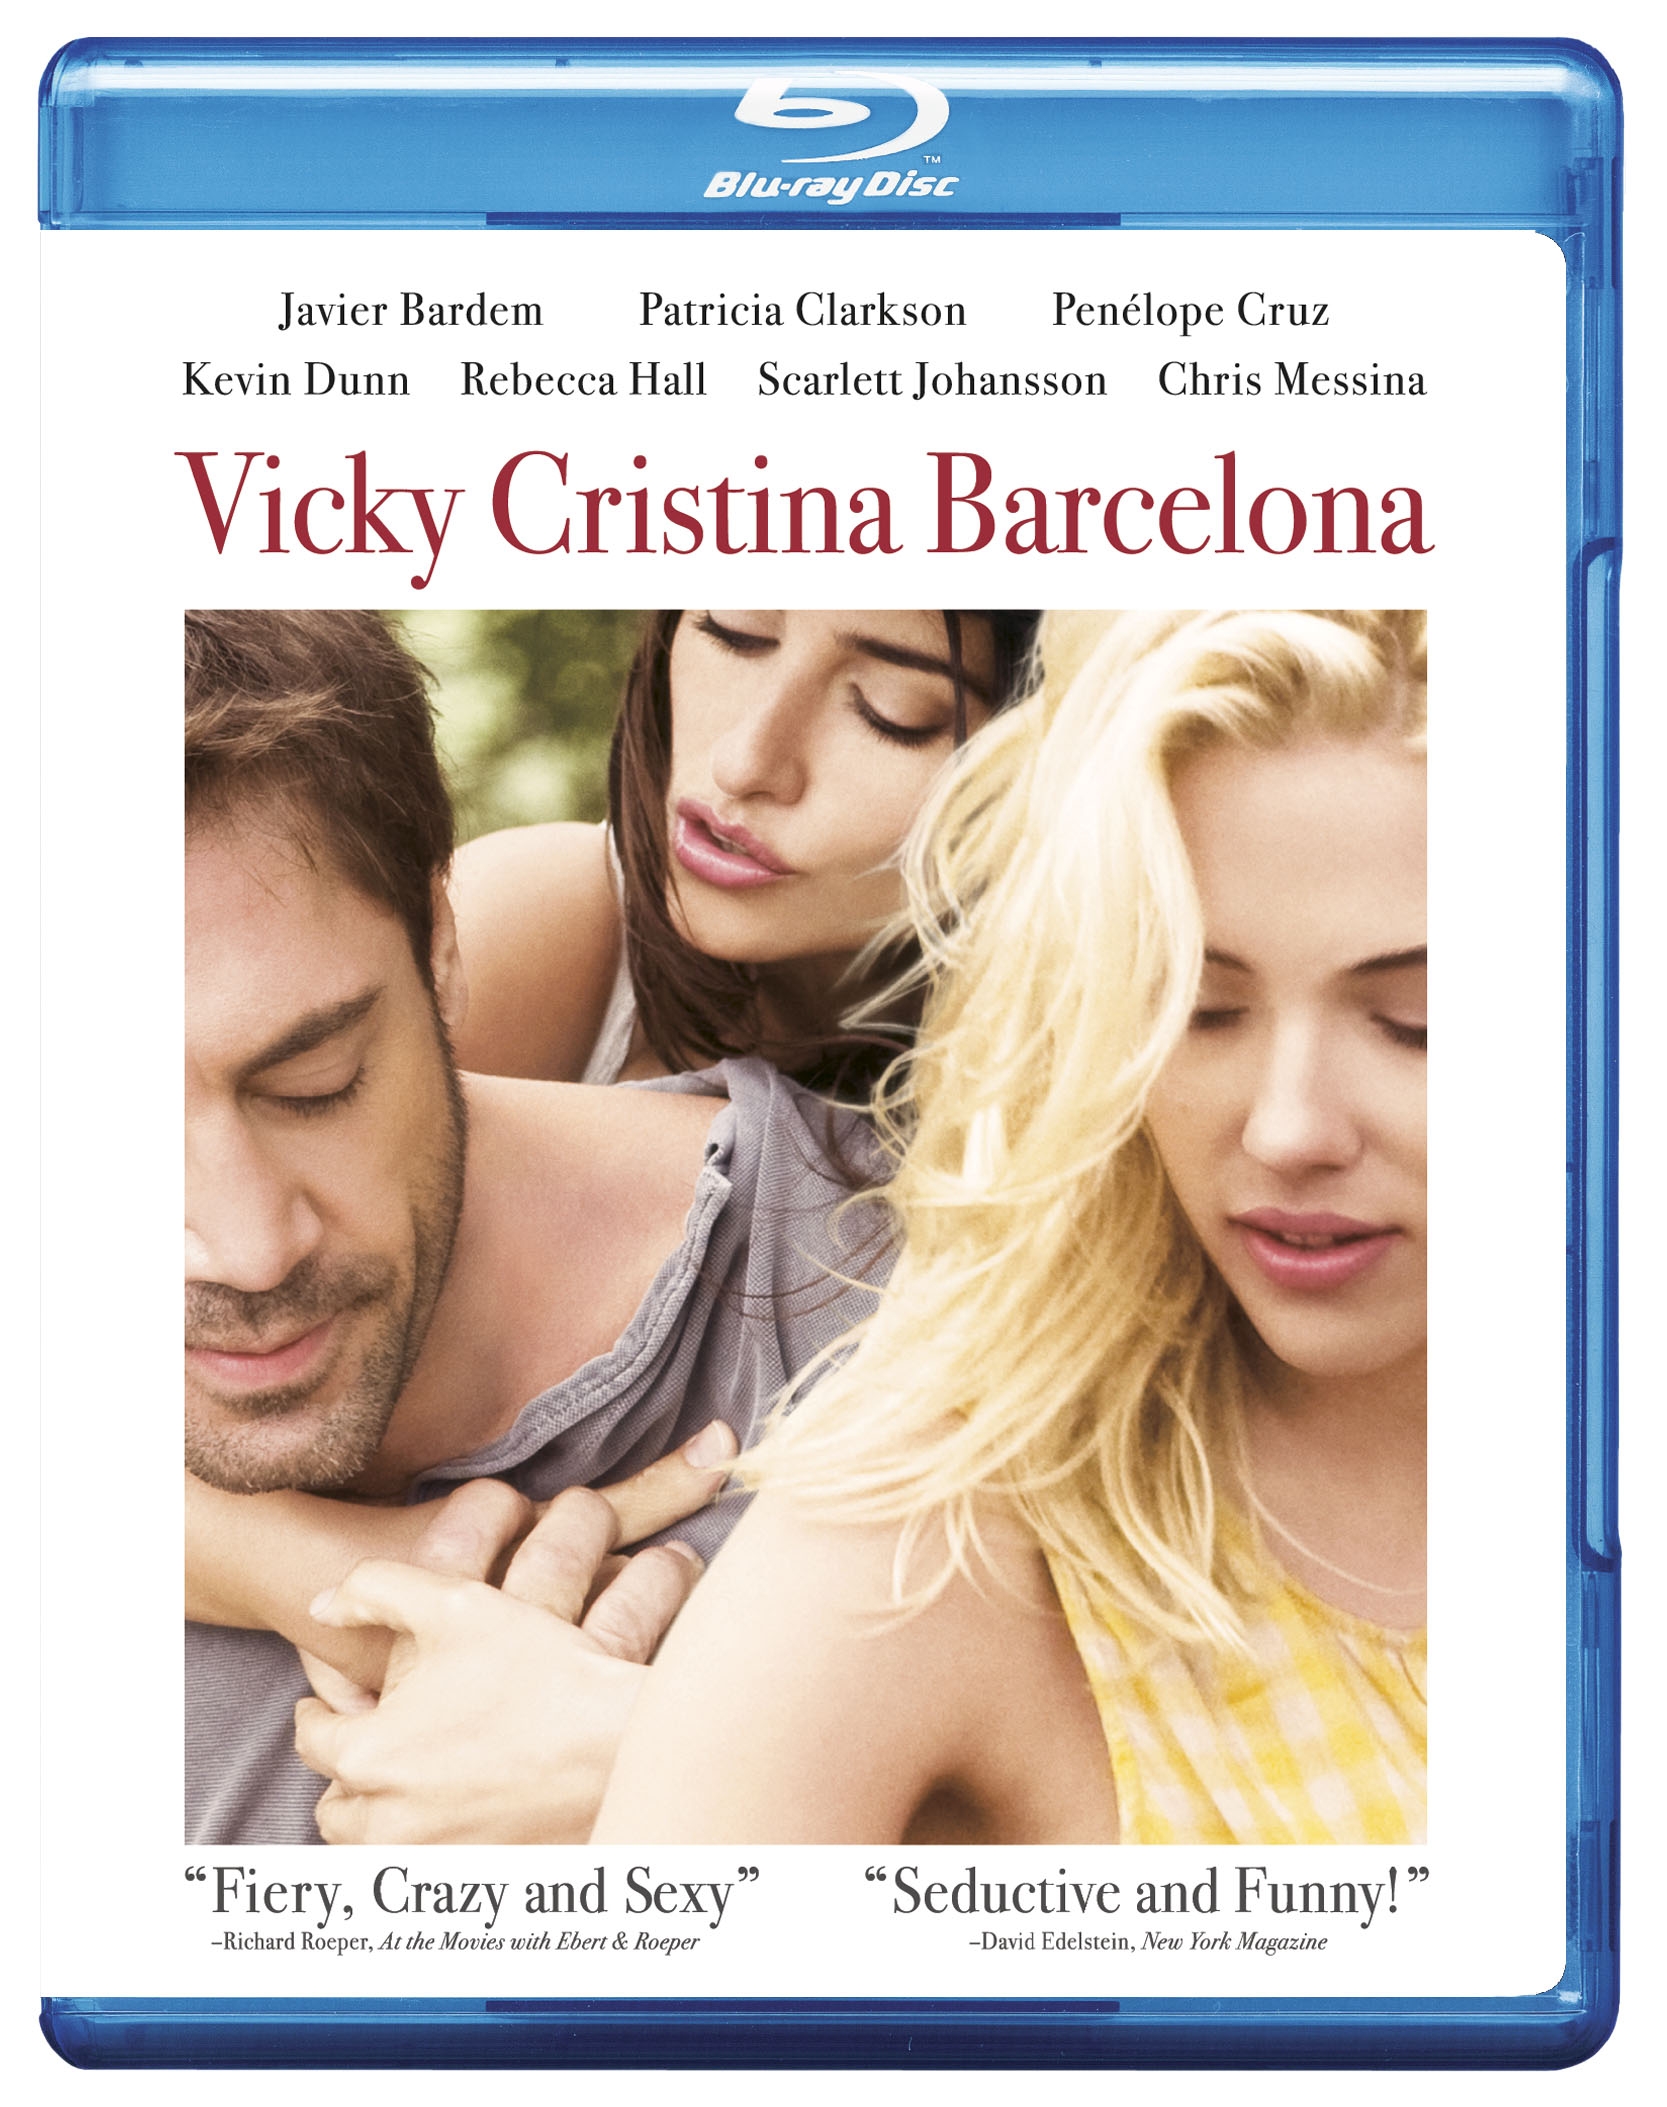 Blu-ray Disc™
Javier Bardem Patricia Clarkson Penélope Cruz
Kevin Dunn Rebecca Hall Scarlett Johansson Chris Messina
Vicky Cristina Barcelona
“Fiery, Crazy and Sexy”
–Richard Roeper, At the Movies with Ebert & Roeper
“Seductive and Funny!”
–David Edelstein, New York Magazine